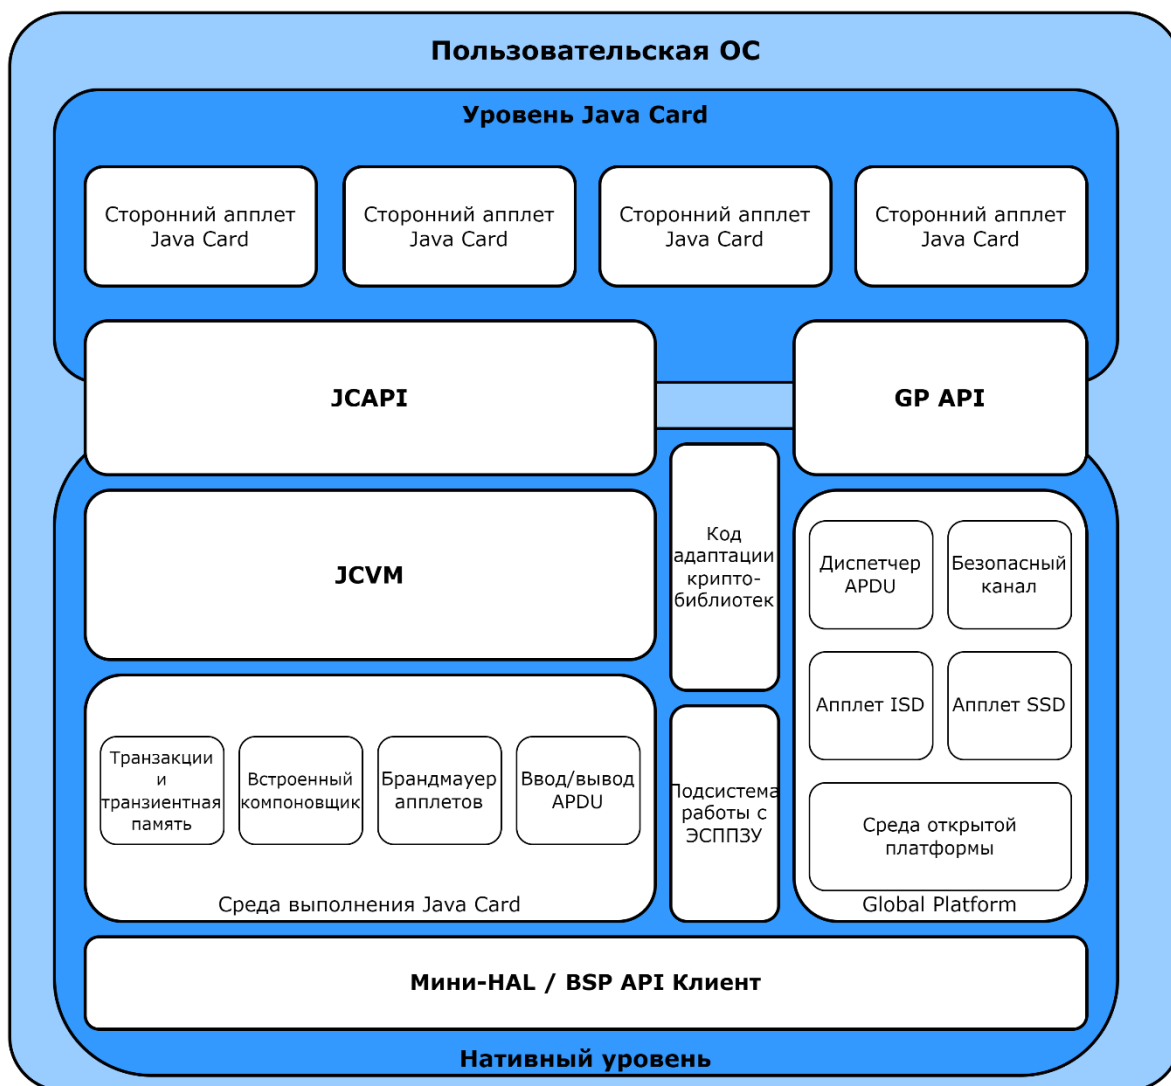 Пользовательская ОС
Уровень Java Card
Сторонний апплет
Java Card
Сторонний апплет
Java Card
Сторонний апплет
Java Card
Сторонний апплет
Java Card
JCAPI
GP API
JCVM
Код
адаптации
крипто-
библиотек
Диспетчер
APDU
Безопасный
канал
Апплет ISD
Апплет SSD
Транзакции
и
транзиентная
память
Встроенный
компоновщик
Брандмауер
апплетов
Ввод/вывод
APDU
Подсистема
работы с
ЭСППЗУ
Среда открытой
платформы
Среда выполнения Java Card
Global Platform
Мини-HAL / BSP API Клиент
Нативный уровень